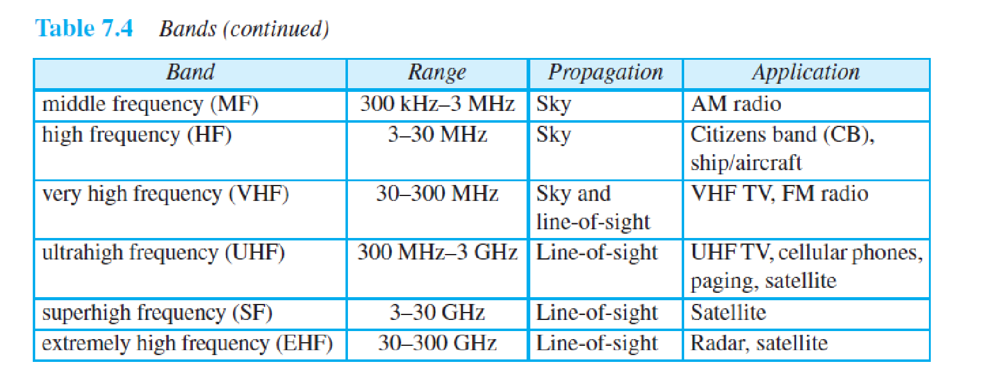 Table 7.4 Bands (continued)
Band Range Propagation Application
middle frequency (MF) 300 kHz–3 MHz Sky AM radio
high frequency (HF) 3–30 MHz Sky Citizens band (CB),
ship/aircraft
very high frequency (VHF) 30–300 MHz Sky and VHF TV, FM radio
line-of-sight
ultrahigh frequency (UHF) 300 MHz–3 GHz Line-of-sight UHF TV, cellular phones,
paging, satellite
superhigh frequency (SF) 3–30 GHz Line-of-sight Satellite
extremely high frequency (EHF) 30–300 GHz Line-of-sight Radar, satellite